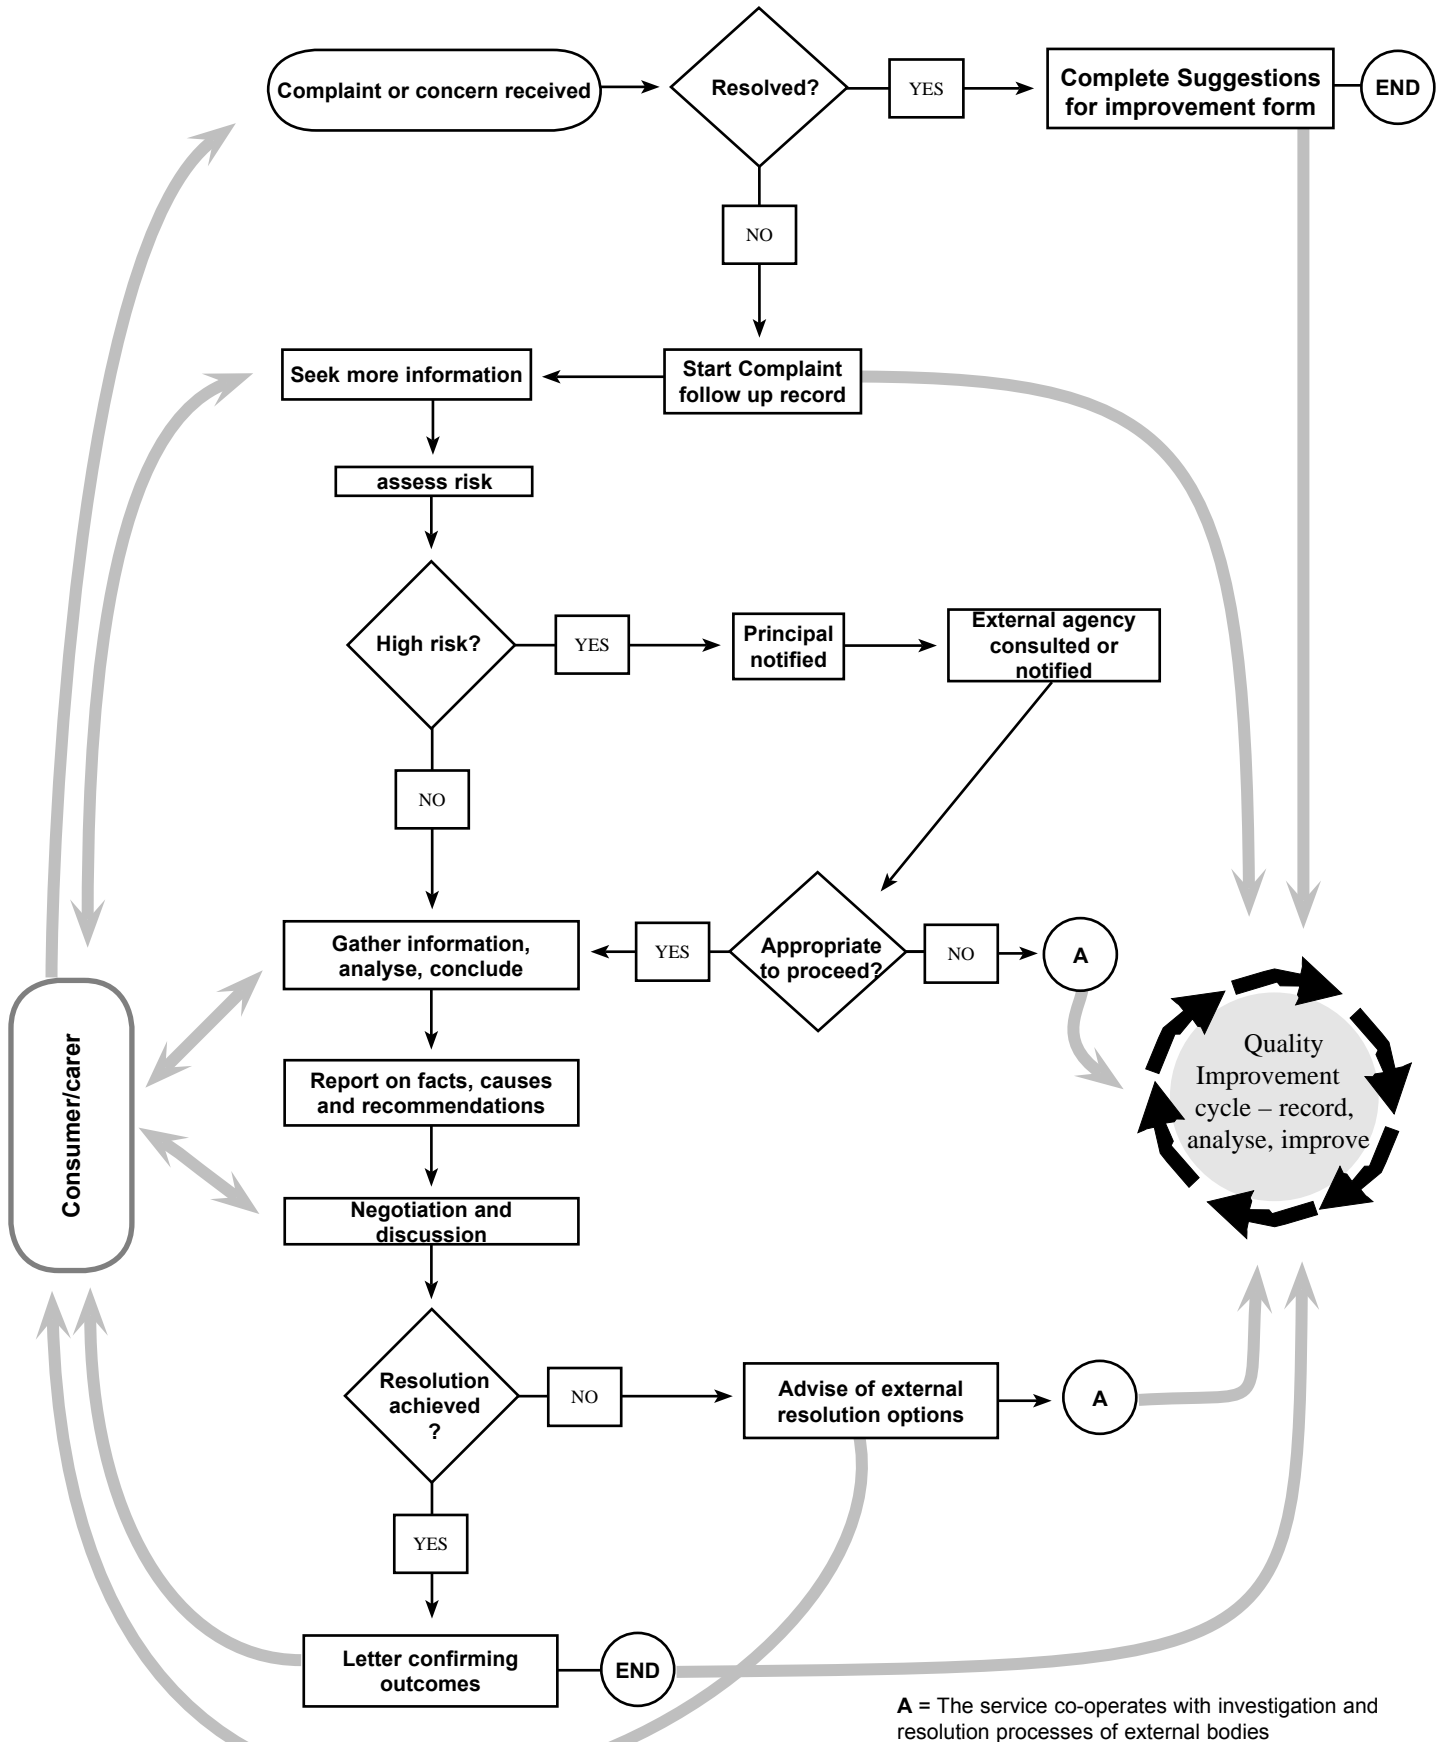 Complaint or concern received
Resolved?
YES
Complete Suggestions
for improvement form
END
NO
Seek more information
Start Complaint
follow up record
assess risk
High risk?
YES
Principal
notified
External agency
consulted or
notified
NO
Gather information,
analyse, conclude
YES
Appropriate
to proceed?
NO
A
Consumer/carer
Quality
Improvement
cycle – record,
analyse, improve
Report on facts, causes
and recommendations
Negotiation and
discussion
Resolution
achieved
?
NO
Advise of external
resolution options
A
YES
Letter confirming
outcomes
END
A = The service co-operates with investigation and
resolution processes of external bodies